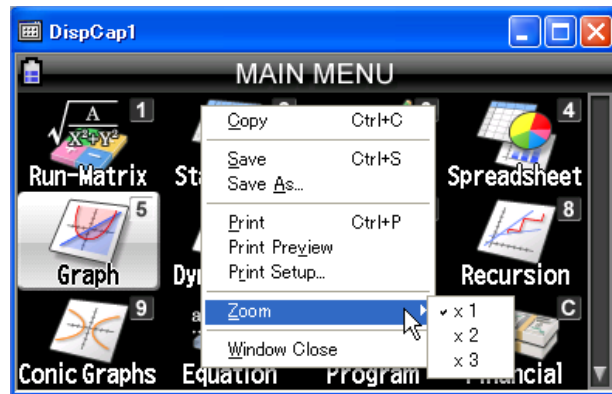 DispCap1
MAIN MENU
1
4
Run-Matrix
Spreadsheet
5
8
Graph
Recursion
9
C
Conic Graphs
Equation
Program
Copy Ctrl+C
Save Ctrl+S
Save As...
Print Ctrl+P
Print Preview
Print Setup...
Zoom
Window Close
x 1
x 2
x 3